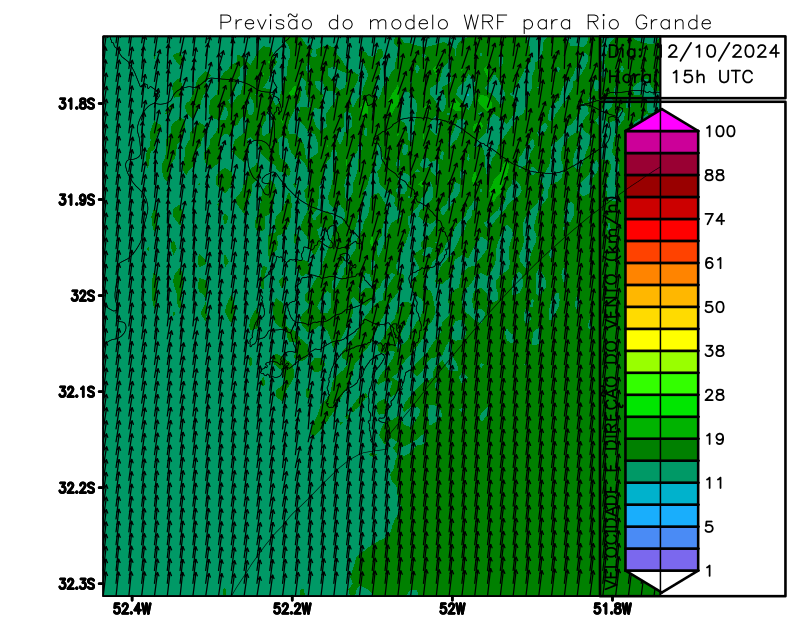 Previsão do modelo WRF para Rio Grande
Dia: 12/10/2024
Hora: 15h UTC
31.8S
31.9S
32S
32.1S
32.2S
32.3S
52.4W
52.2W
52W
51.8W
VELOCIDADE E DIREÇÃO DO VENTO (km/h)
100
88
74
61
50
38
28
19
11
5
1